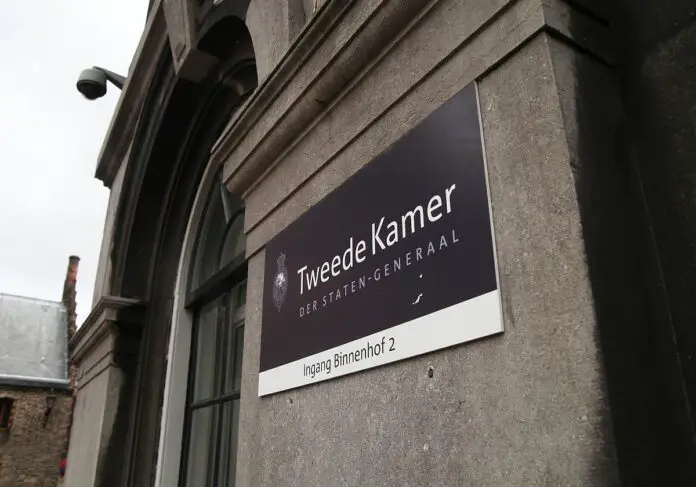 Tweede Kamer
DER STATEN-GENERAAL
Ingang Binnenhof 2